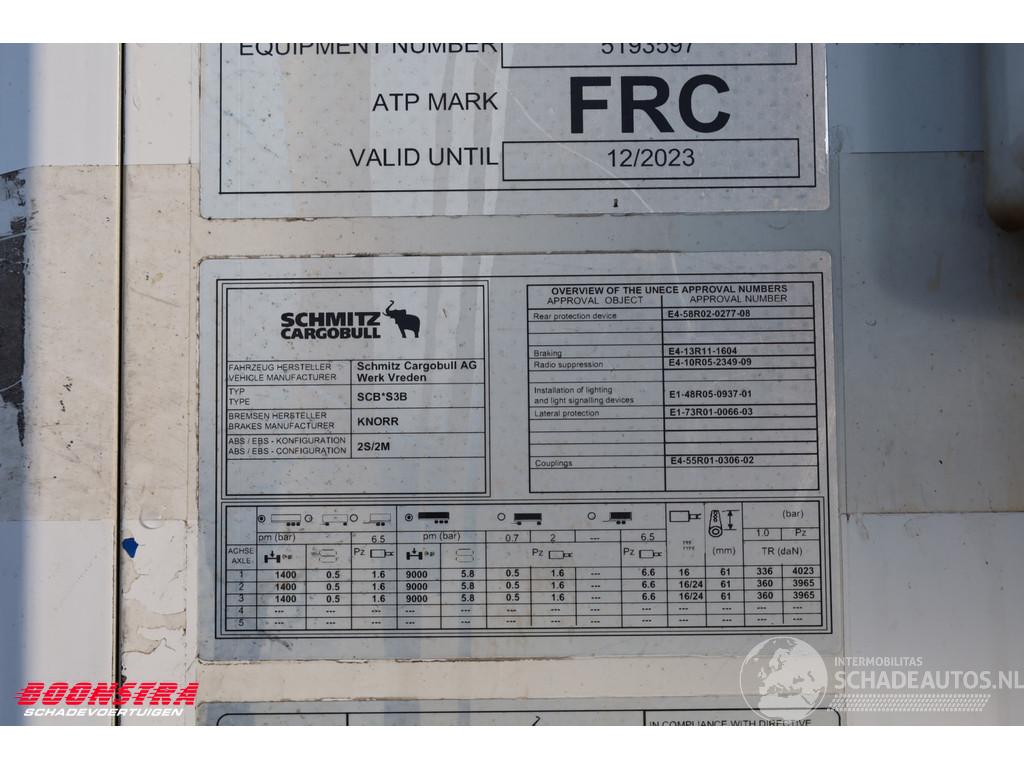 EQUIPMENT NUMBER 5193597
ATP MARK FRC
VALID UNTIL 12/2023
SCHMITZ
CARGOBULL
FAHRZEUG HERSTELLER
VEHICLE MANUFACTURER
Schmitz Cargobull AG
Werk Vreden
TYP
TYPE
SCB*S3B
BREMSEN HERSTELLER
BRAKES MANUFACTURER
KNORR
ABS / EBS - KONFIGURATION
ABS / EBS - CONFIGURATION
2S/2M
OVERVIEW OF THE UNECE APPROVAL NUMBERS
APPROVAL OBJECT APPROVAL NUMBER
Rear protection device E4-58R02-0277-08
Braking E4-13R11-1604
Radio suppression E4-10R05-2349-09
Installation of lighting
and light signalling devices E1-48R05-0937-01
Lateral protection E1-73R01-0066-03
Couplings E4-55R01-0306-02
(bar)
pm (bar) 6.5 pm (bar) 0.7 2 --- 6.5 1.0 Pz
ACHSE
AXLE
Pz Pz Pz TYP TYPE (mm) TR (daN)
1 1400 0.5 1.6 9000 5.8 0.5 1.6 --- 6.6 16 61 336 4023
2 1400 0.5 1.6 9000 5.8 0.5 1.6 --- 6.6 16/24 61 360 3965
3 1400 0.5 1.6 9000 5.8 0.5 1.6 --- 6.6 16/24 61 360 3965
4 --- --- --- --- --- --- --- --- --- --- --- --- ---
5 --- --- --- --- --- --- --- --- --- --- --- --- ---
IN COMPLIANCE WITH DIRECTIVE
BOONSTRA
SCHADEVOERTUIGEN
INTERMOBILITAS
SCHADEAUTOS.NL